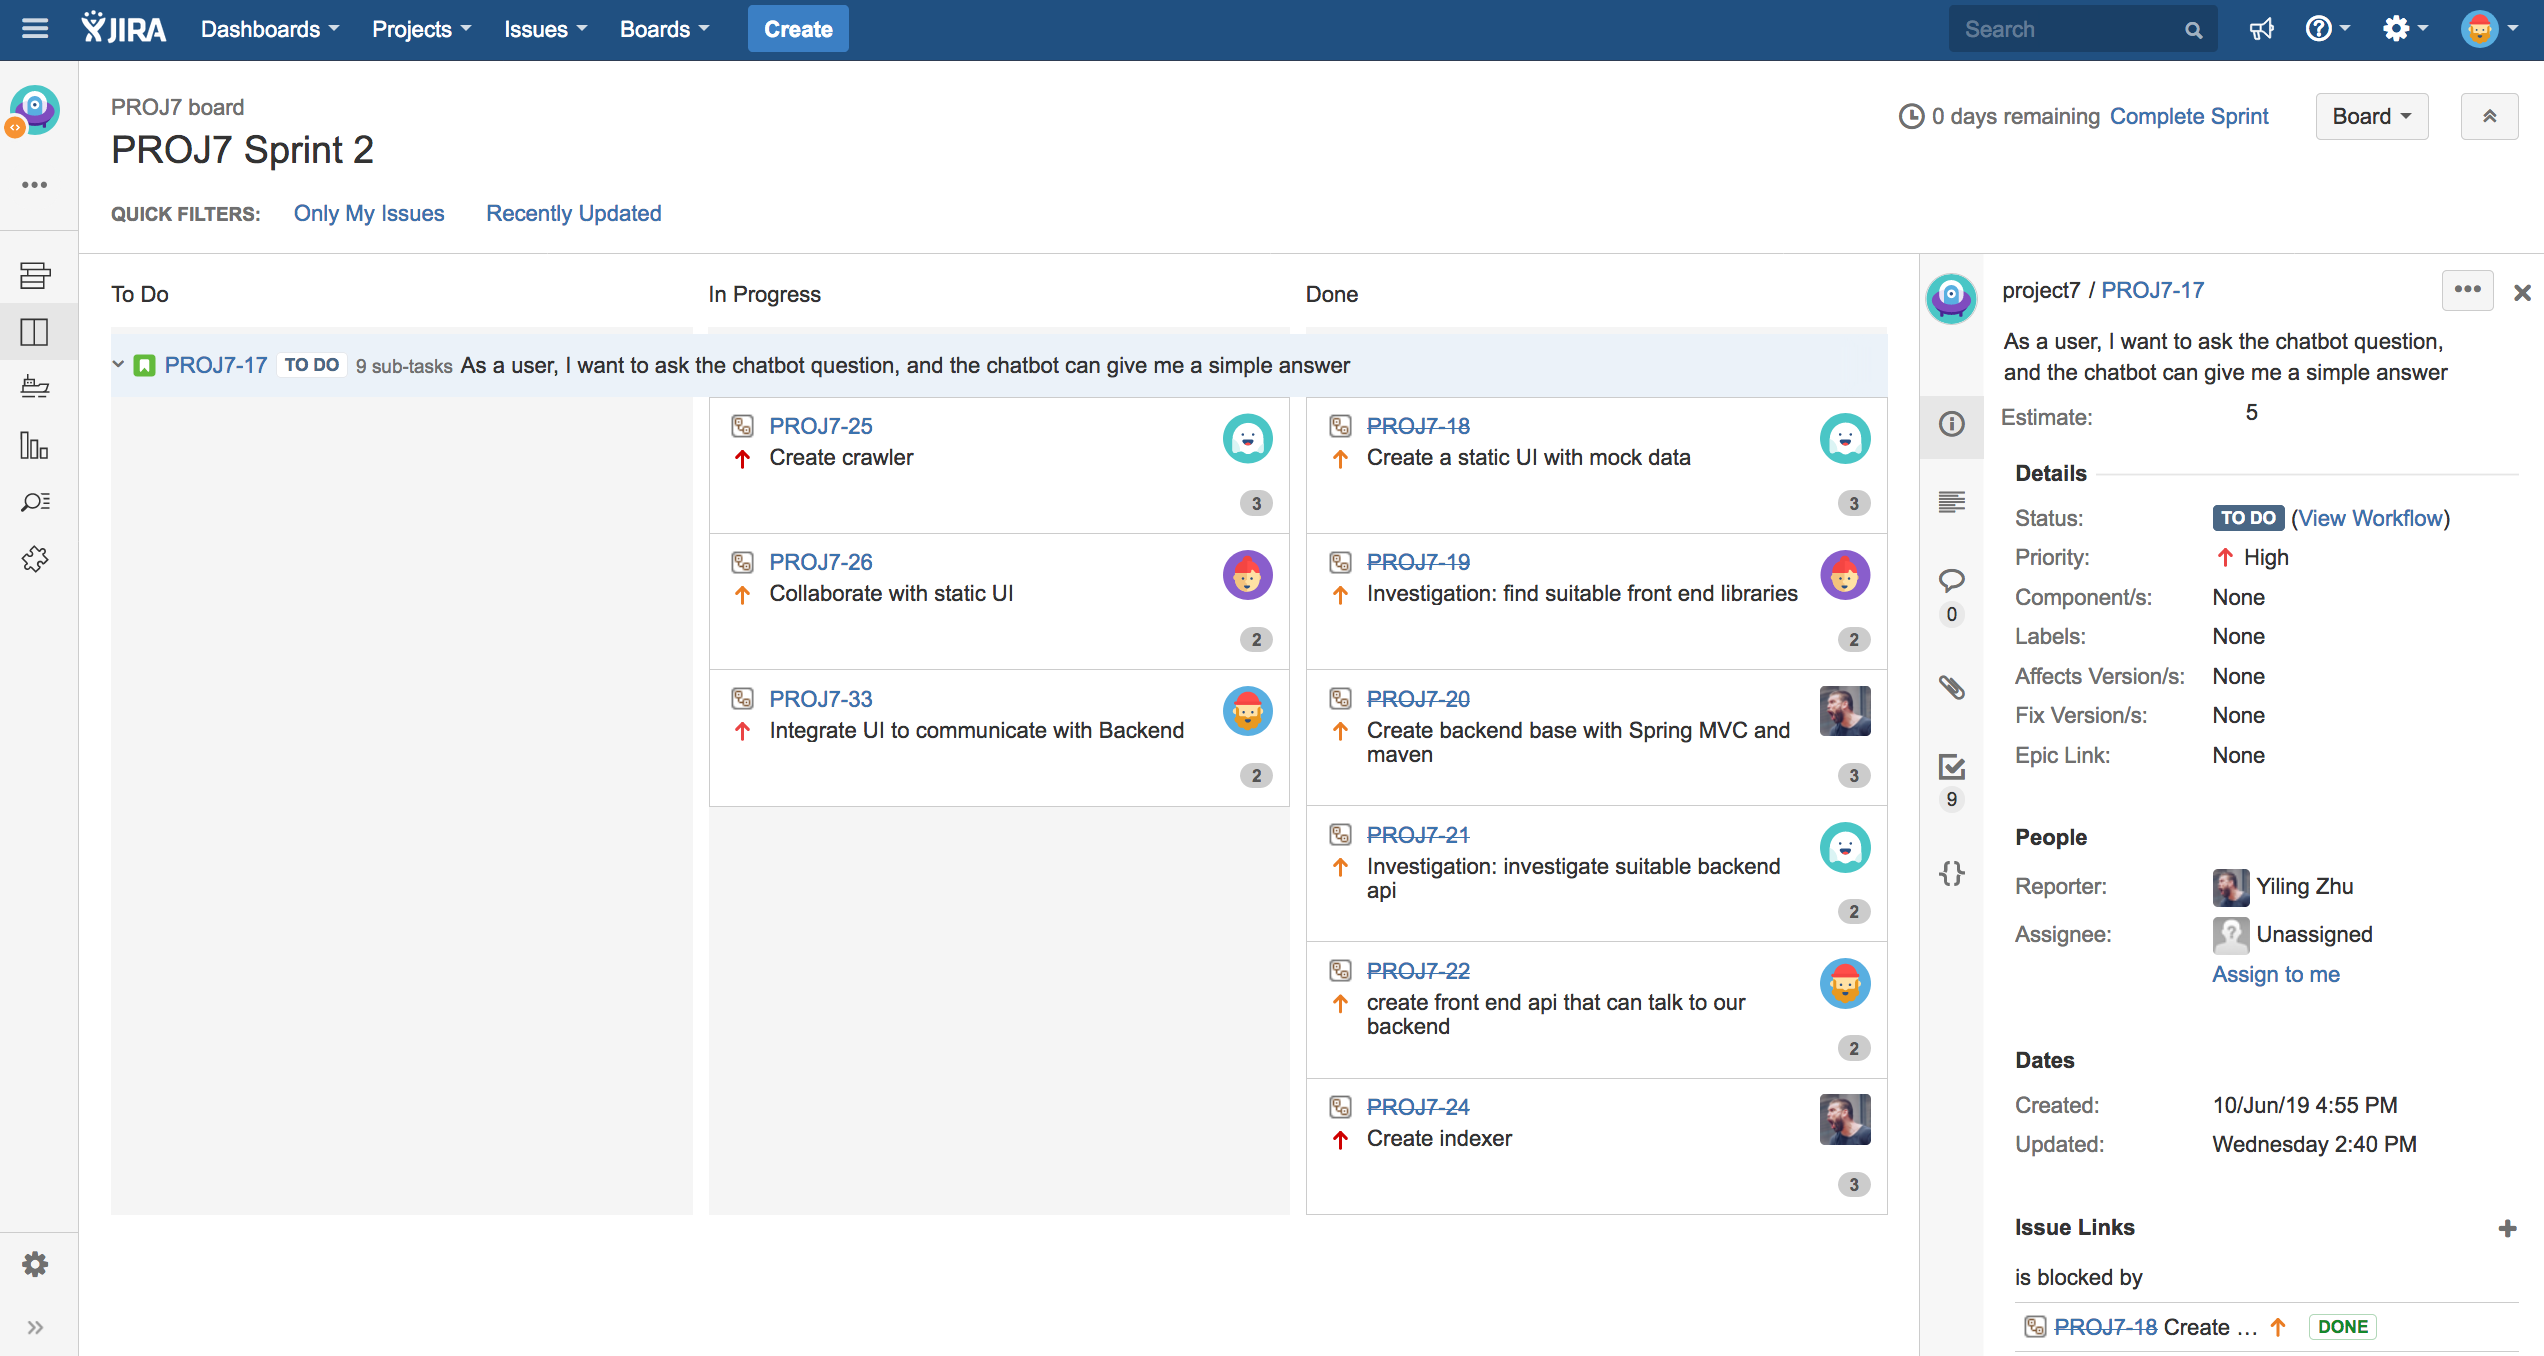 JIRA Dashboards Projects Issues Boards Create Search
PROJ7 board
PROJ7 Sprint 2
0 days remaining Complete Sprint Board
QUICK FILTERS: Only My Issues Recently Updated
To Do In Progress Done
PROJ7-17 TO DO 9 sub-tasks As a user, I want to ask the chatbot question, and the chatbot can give me a simple answer
PROJ7-25
Create crawler
3
PROJ7-26
Collaborate with static UI
2
PROJ7-33
Integrate UI to communicate with Backend
2
PROJ7-18
Create a static UI with mock data
3
PROJ7-19
Investigation: find suitable front end libraries
2
PROJ7-20
Create backend base with Spring MVC and
maven
3
PROJ7-21
Investigation: investigate suitable backend
api
2
PROJ7-22
create front end api that can talk to our
backend
2
PROJ7-24
Create indexer
3
0
9
project7 / PROJ7-17
As a user, I want to ask the chatbot question,
and the chatbot can give me a simple answer
Estimate: 5
Details
Status: TO DO (View Workflow)
Priority: High
Component/s: None
Labels: None
Affects Version/s: None
Fix Version/s: None
Epic Link: None
People
Reporter: Yiling Zhu
Assignee: Unassigned
Assign to me
Dates
Created: 10/Jun/19 4:55 PM
Updated: Wednesday 2:40 PM
Issue Links
is blocked by
PROJ7-18 Create ... DONE